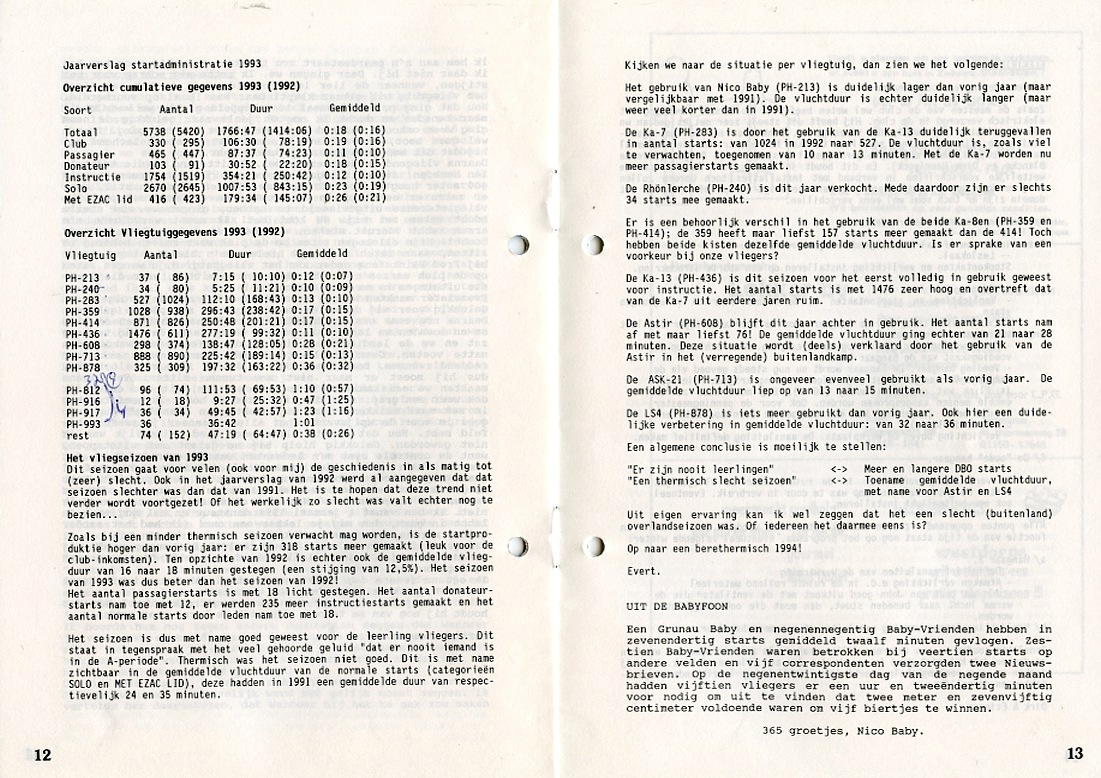 Jaarverslag startadministratie 1993
Overzicht cumulatieve gegevens 1993 (1992)
Soort Aantal Duur Gemiddeld
Totaal 5738 (5420) 1766:47 (1414:06) 0:18 (0:16)
Club 330 ( 295) 106:30 ( 78:19) 0:19 (0:16)
Passagier 465 ( 447) 87:37 ( 74:23) 0:11 (0:10)
Donateur 103 ( 91) 30:52 ( 22:20) 0:18 (0:15)
Instructie 1754 (1519) 354:21 ( 250:42) 0:12 (0:10)
Solo 2670 (2645) 1007:53 ( 843:15) 0:23 (0:19)
Met EZAC lid 416 ( 423) 179:34 ( 145:07) 0:26 (0:21)
Overzicht Vliegtuiggegevens 1993 (1992)
Vliegtuig Aantal Duur Gemiddeld
PH-213 37 ( 86) 7:15 ( 10:10) 0:12 (0:07)
PH-240 34 ( 80) 5:25 ( 11:21) 0:10 (0:09)
PH-283 527 (1024) 112:10 (168:43) 0:13 (0:10)
PH-359 1028 ( 938) 296:43 (238:42) 0:17 (0:15)
PH-414 871 ( 826) 250:48 (201:21) 0:17 (0:15)
PH-436 1476 ( 611) 277:19 ( 99:32) 0:11 (0:10)
PH-608 298 ( 374) 138:47 (128:05) 0:28 (0:21)
PH-713 888 ( 890) 225:42 (189:14) 0:15 (0:13)
PH-878 325 ( 309) 197:32 (163:22) 0:36 (0:32)
PH-812 96 ( 74) 111:53 ( 69:53) 1:10 (0:57)
PH-916 12 ( 18) 9:27 ( 25:32) 0:47 (1:25)
PH-917 36 ( 34) 49:45 ( 42:57) 1:23 (1:16)
PH-993 36 36:42 1:01
rest 74 ( 152) 47:19 ( 64:47) 0:38 (0:26)
Het vliegseizoen van 1993
Dit seizoen gaat voor velen (ook voor mij) de geschiedenis in als matig tot
(zeer) slecht. Ook in het jaarverslag van 1992 werd al aangegeven dat dat
seizoen slechter was dan dat van 1991. Het is te hopen dat deze trend niet
verder wordt voortgezet! Of het werkelijk zo slecht was valt echter nog te
bezien...
Zoals bij een minder thermisch seizoen verwacht mag worden, is de startpro-
duktie hoger dan vorig jaar: er zijn 318 starts meer gemaakt (leuk voor de
club-inkomsten). Ten opzichte van 1992 is echter ook de gemiddelde vlieg-
duur van 16 naar 18 minuten gestegen (een stijging van 12,5%). Het seizoen
van 1993 was dus beter dan het seizoen van 1992!
Het aantal passagierstarts is met 18 licht gestegen. Het aantal donateur-
starts nam toe met 12, er werden 235 meer instructiestarts gemaakt en het
aantal normale starts door leden nam toe met 18.
Het seizoen is dus met name goed geweest voor de leerling vliegers. Dit
staat in tegenspraak met het veel gehoorde geluid "dat er nooit iemand is
in de A-periode". Thermisch was het seizoen niet goed. Dit is met name
zichtbaar in de gemiddelde vluchtduur van de normale starts (categorieën
SOLO en MET EZAC LID), deze hadden in 1991 een gemiddelde duur van respec-
tievelijk 24 en 35 minuten.
12
Kijken we naar de situatie per vliegtuig, dan zien we het volgende:
Het gebruik van Nico Baby (PH-213) is duidelijk lager dan vorig jaar (maar
vergelijkbaar met 1991). De vluchtduur is echter duidelijk langer (maar
weer veel korter dan in 1991).
De Ka-7 (PH-283) is door het gebruik van de Ka-13 duidelijk teruggevallen
in aantal starts: van 1024 in 1992 naar 527. De vluchtduur is, zoals viel
te verwachten, toegenomen van 10 naar 13 minuten. Met de Ka-7 worden nu
meer passagierstarts gemaakt.
De Rhönlerche (PH-240) is dit jaar verkocht. Mede daardoor zijn er slechts
34 starts mee gemaakt.
Er is een behoorlijk verschil in het gebruik van de beide Ka-8en (PH-359 en
PH-414); de 359 heeft maar liefst 157 starts meer gemaakt dan de 414! Toch
hebben beide kisten dezelfde gemiddelde vluchtduur. Is er sprake van een
voorkeur bij onze vliegers?
De Ka-13 (PH-436) is dit seizoen voor het eerst volledig in gebruik geweest
voor instructie. Het aantal starts is met 1476 zeer hoog en overtreft dat
van de Ka-7 uit eerdere jaren ruim.
De Astir (PH-608) blijft dit jaar achter in gebruik. Het aantal starts nam
af met maar liefst 76! De gemiddelde vluchtduur ging echter van 21 naar 28
minuten. Deze situatie wordt (deels) verklaard door het gebruik van de
Astir in het (verregende) buitenlandkamp.
De ASK-21 (PH-713) is ongeveer evenveel gebruikt als vorig jaar. De
gemiddelde vluchtduur liep op van 13 naar 15 minuten.
De LS4 (PH-878) is iets meer gebruikt dan vorig jaar. Ook hier een duide-
lijke verbetering in gemiddelde vluchtduur: van 32 naar 36 minuten.
Een algemene conclusie is moeilijk te stellen:
"Er zijn nooit leerlingen" <-> Meer en langere DBO starts
"Een thermisch slecht seizoen" <-> Toename gemiddelde vluchtduur,
met name voor Astir en LS4
Uit eigen ervaring kan ik wel zeggen dat het een slecht (buitenland)
overlandseizoen was. Of iedereen het daarmee eens is?
Op naar een berethermisch 1994!
Evert.
UIT DE BABYFOON
Een Grunau Baby en negenennegentig Baby-Vrienden hebben in
zevenendertig starts gemiddeld twaalf minuten gevlogen. Zes-
tien Baby-Vrienden waren betrokken bij veertien starts op
andere velden en vijf correspondenten verzorgden twee Nieuws-
brieven. Op de negenentwintigste dag van de negende maand
hadden vijftien vliegers er een uur en tweeëndertig minuten
voor nodig om uit te vinden dat twee meter en zevenvijftig
centimeter voldoende waren om vijf biertjes te winnen.
365 groetjes, Nico Baby.
13